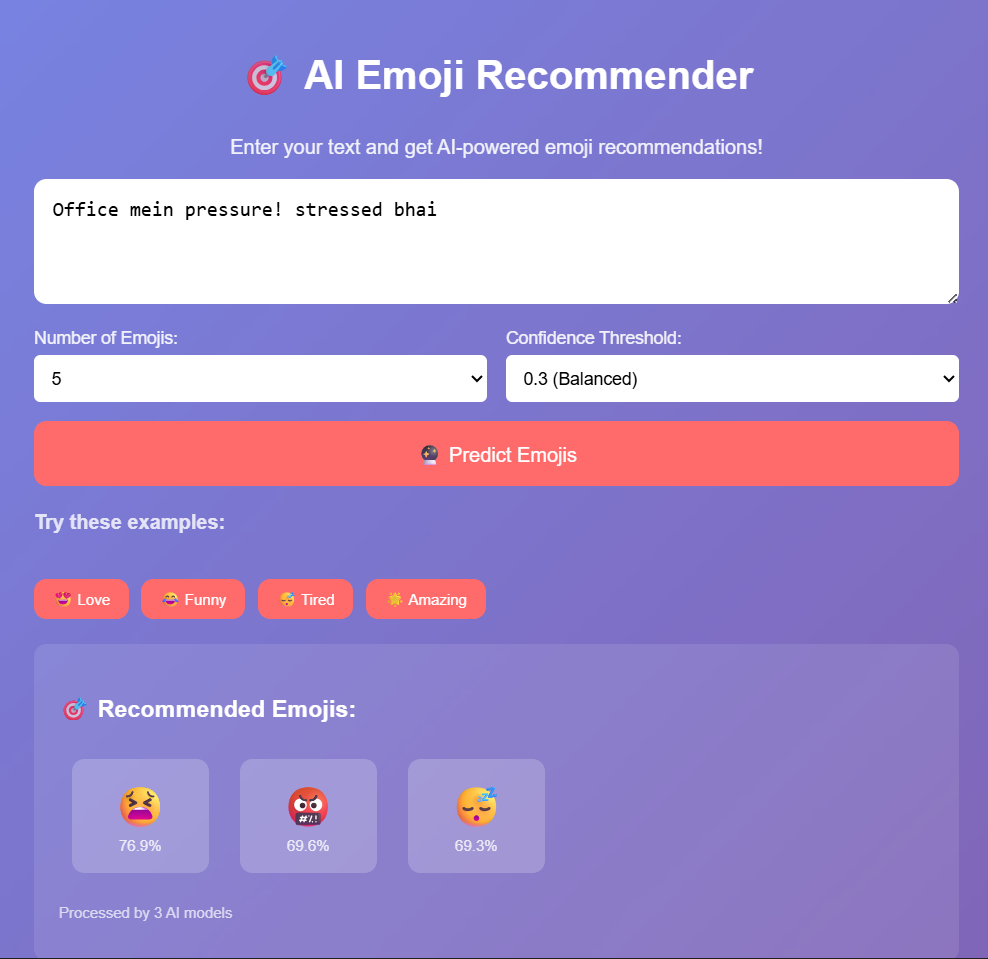 🎯 AI Emoji Recommender
Enter your text and get AI-powered emoji recommendations!
Office mein pressure! stressed bhai
Number of Emojis:
Confidence Threshold:
5
0.3 (Balanced)
🔮 Predict Emojis
Try these examples:
😍 Love
😂 Funny
😴 Tired
🌟 Amazing
🎯 Recommended Emojis:
#%!
76.9%
69.6%
69.3%
Processed by 3 AI models